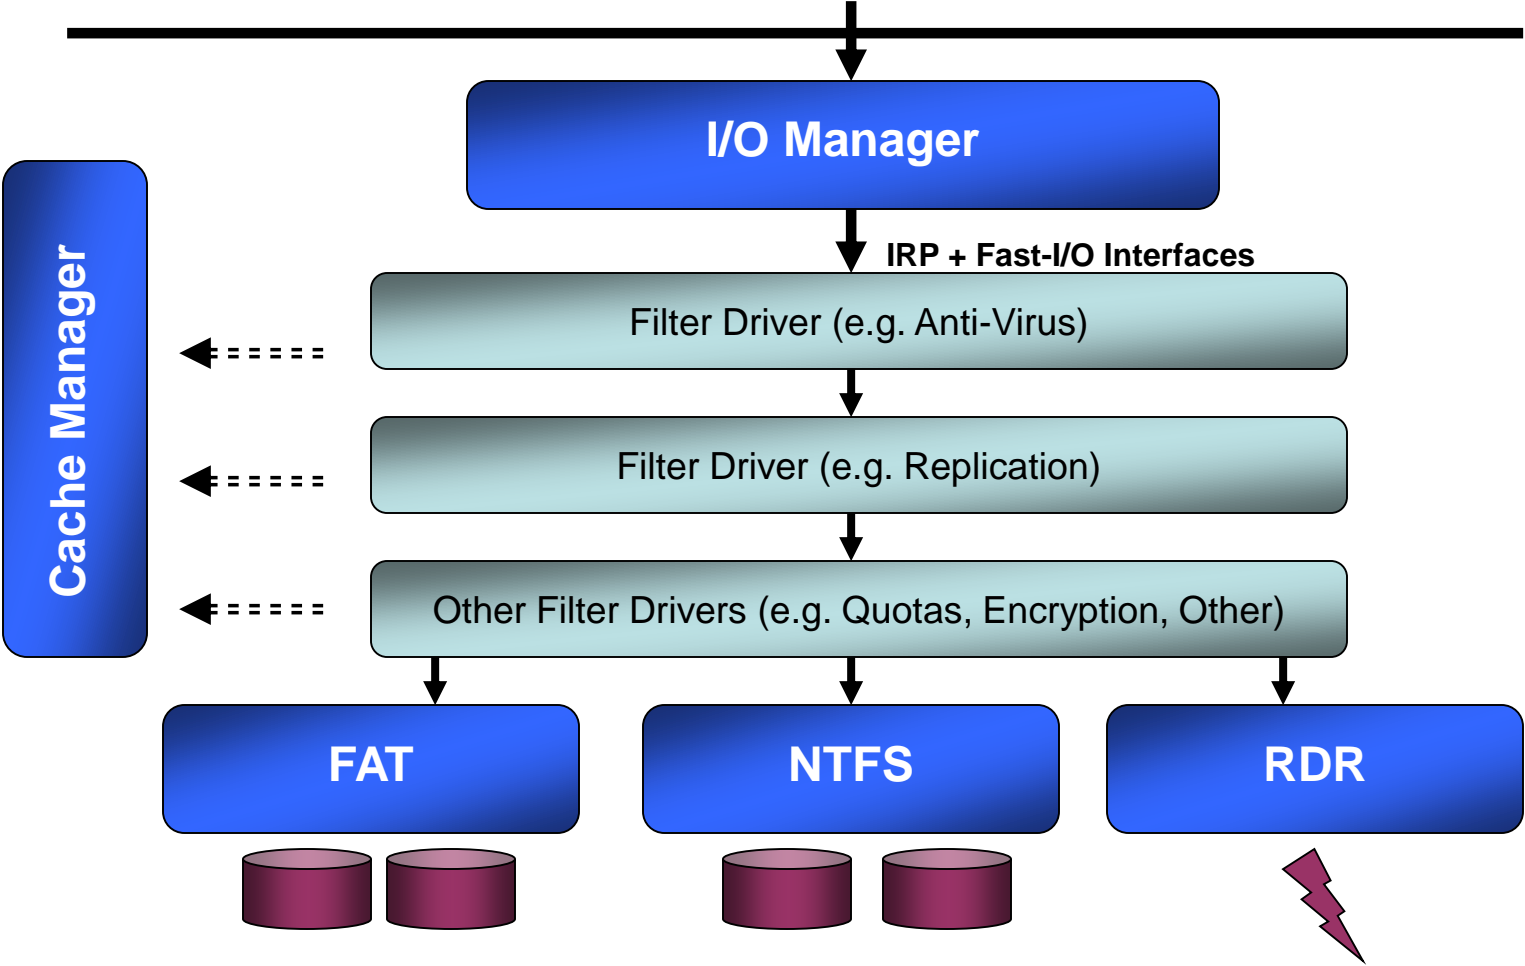 I/O Manager
IRP + Fast-I/O Interfaces
Cache Manager
Filter Driver (e.g. Anti-Virus)
Filter Driver (e.g. Replication)
Other Filter Drivers (e.g. Quotas, Encryption, Other)
FAT
NTFS
RDR